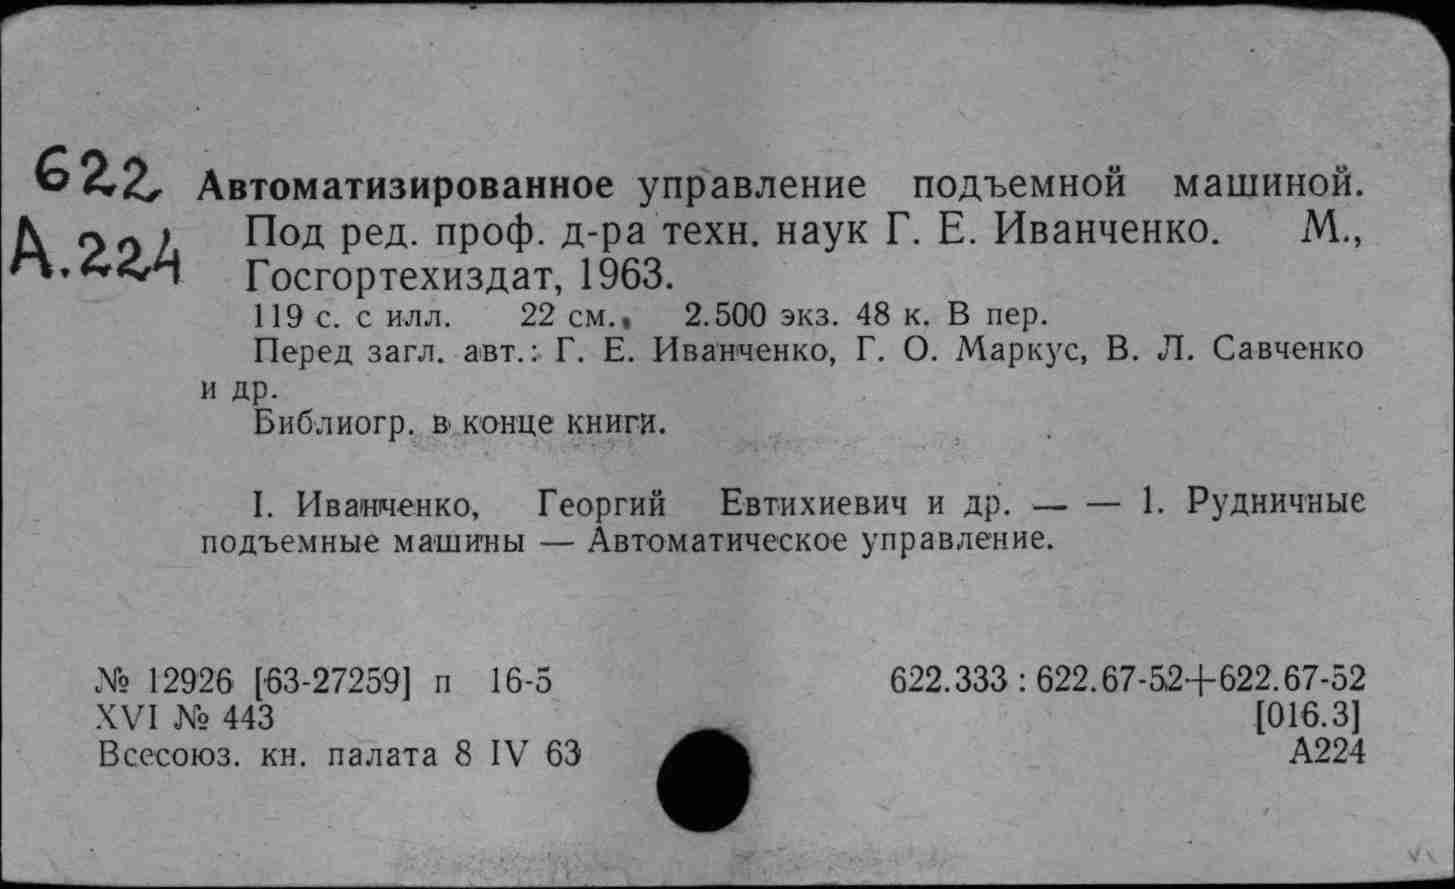 622
Автоматизированное управление подъемной машиной.
А.224
Под ред. проф. д-ра техн. наук Г. Е. Иванченко. М.,
Госгортехиздат, 1963.
119 с. с илл. 22 см. 2.500 экз. 48 к. В пер.
Перед загл. авт.: Г. Е. Иванченко, Г. О. Маркус, В. Л. Савченко
и др.
Библиогр. в конце книги.
I. Иванченко, Георгий Евтихиевич и др. — — 1. Рудничные
подъемные машины — Автоматическое управление.
№ 12926 [63-27259] п 16-5 622.333 : 622.67-52+622.67-52
XVI № 443 [016.3]
Всесоюз. кн. палата 8 IV 63 А224